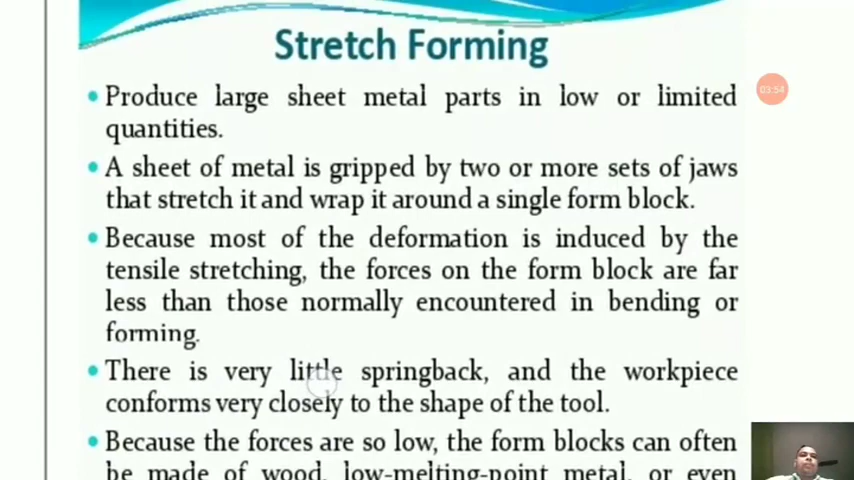 Stretch Forming
03:54
• Produce large sheet metal parts in low or limited
quantities.
• A sheet of metal is gripped by two or more sets of jaws
that stretch it and wrap it around a single form block.
• Because most of the deformation is induced by the
tensile stretching, the forces on the form block are far
less than those normally encountered in bending or
forming.
• There is very little springback, and the workpiece
conforms very closely to the shape of the tool.
• Because the forces are so low, the form blocks can often
be made of wood, low-melting-point metal, or even